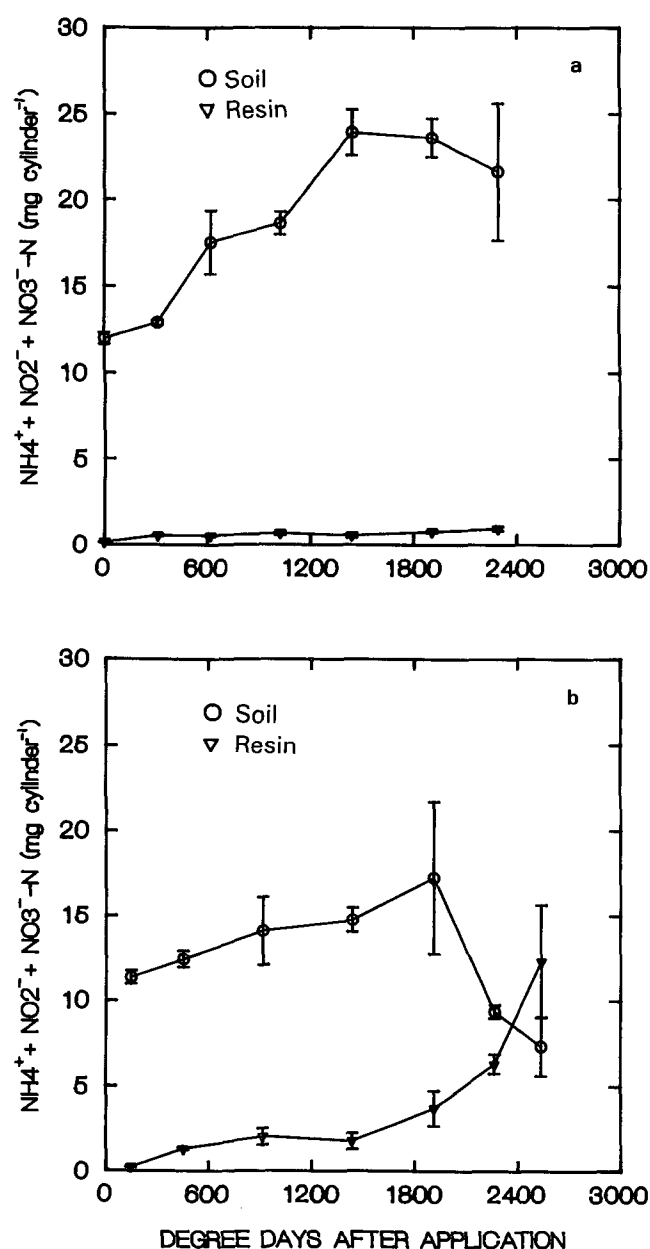 a
Soil
Resin
NH4⁺+ NO2⁻+ NO3⁻-N (mg cylinder⁻¹)
30
25
20
15
10
5
0
0 600 1200 1800 2400 3000
b
Soil
Resin
NH4⁺+ NO2⁻+ NO3⁻-N (mg cylinder⁻¹)
30
25
20
15
10
5
0
0 600 1200 1800 2400 3000
DEGREE DAYS AFTER APPLICATION